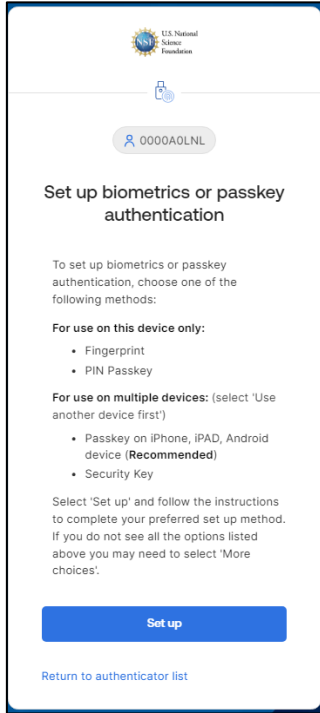 NSF
U.S. National
Science
Foundation
0000A0LNL
Set up biometrics or passkey
authentication
To set up biometrics or passkey
authentication, choose one of the
following methods:
For use on this device only:
• Fingerprint
• PIN Passkey
For use on multiple devices: (select 'Use
another device first')
• Passkey on iPhone, iPAD, Android
device (Recommended)
• Security Key
Select 'Set up' and follow the instructions
to complete your preferred set up method.
If you do not see all the options listed
above you may need to select 'More
choices'.
Set up
Return to authenticator list